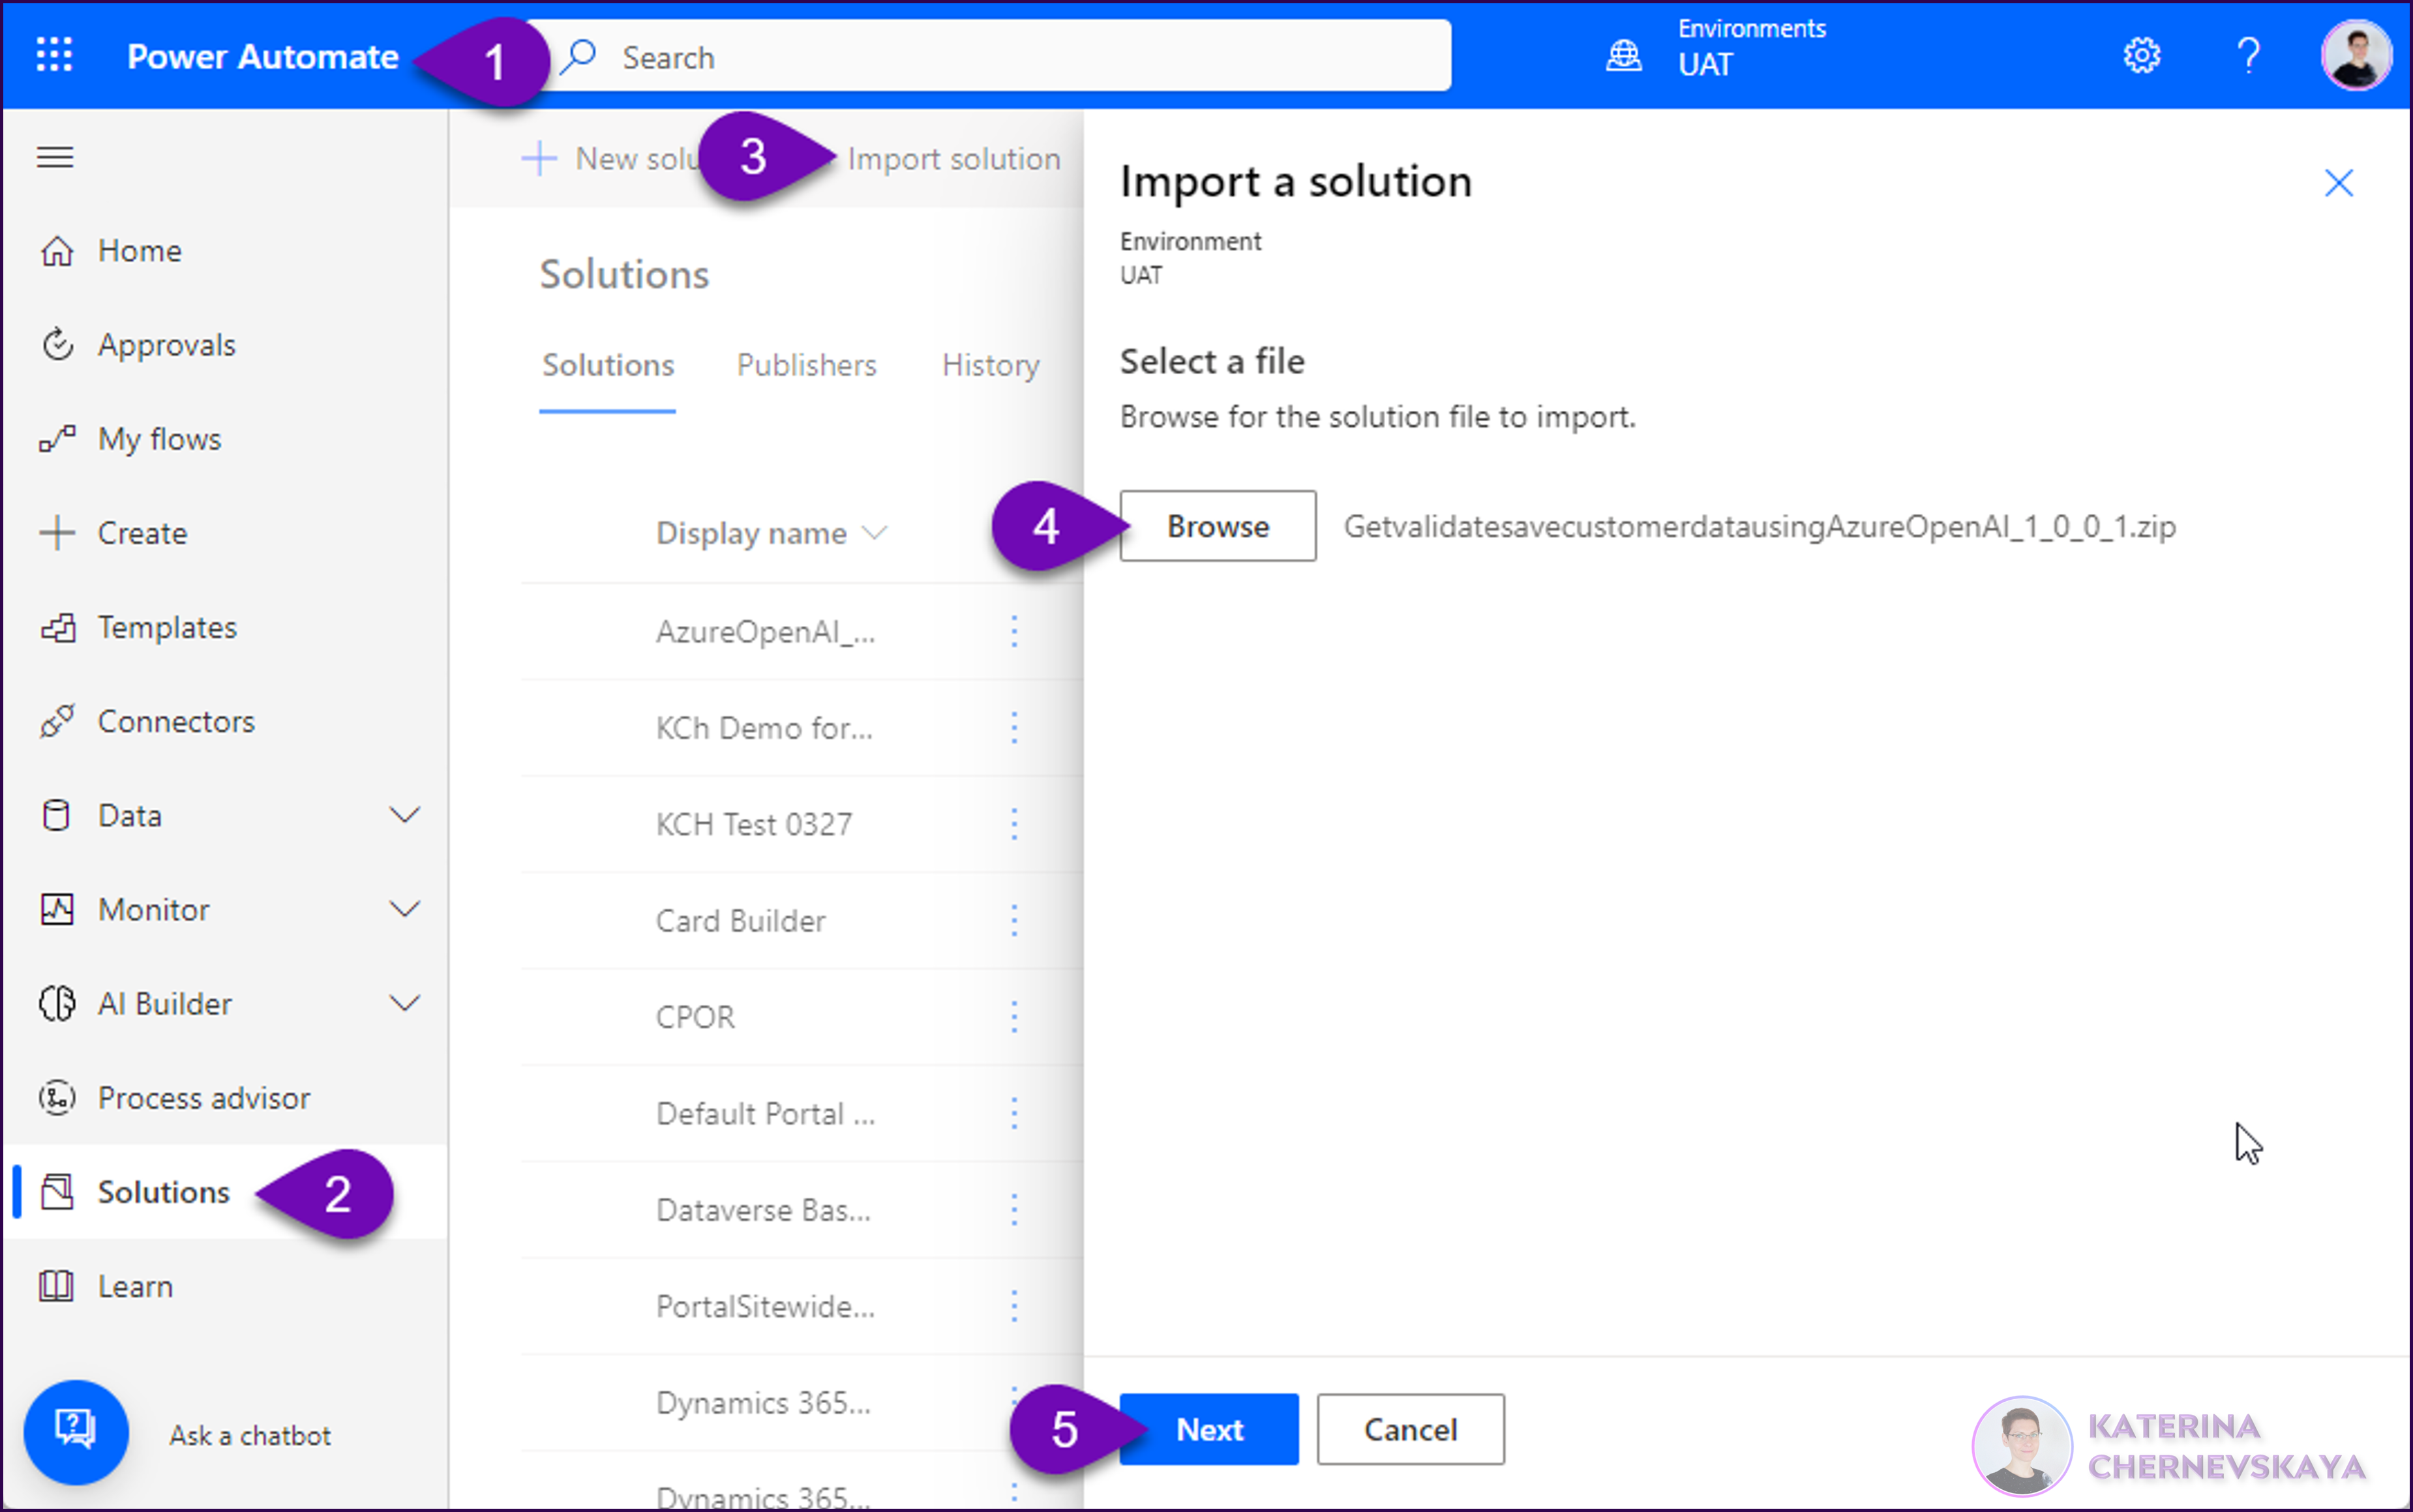 Power Automate
1
Search
Environments
UAT
New solu
3
Import solution
Home
Approvals
My flows
Create
Templates
Connectors
Data
Monitor
AI Builder
Process advisor
Solutions
2
Learn
Ask a chatbot
Solutions
Solutions Publishers History
Display name
AzureOpenAI_...
KCh Demo for...
KCH Test 0327
Card Builder
CPOR
Default Portal ...
Dataverse Bas...
PortalSitewide...
Dynamics 365...
Dynamics 365...
Import a solution
Environment
UAT
Select a file
Browse for the solution file to import.
4
Browse
GetvalidatesavecustomerdatausingAzureOpenAI_1_0_0_1.zip
5
Next
Cancel
KATERINA
CHERNEVSKAYA